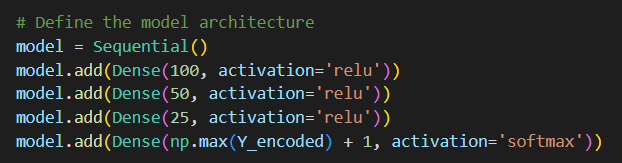 # Define the model architecture
model = Sequential()
model.add(Dense(100, activation='relu'))
model.add(Dense(50, activation='relu'))
model.add(Dense(25, activation='relu'))
model.add(Dense(np.max(Y_encoded) + 1, activation='softmax'))